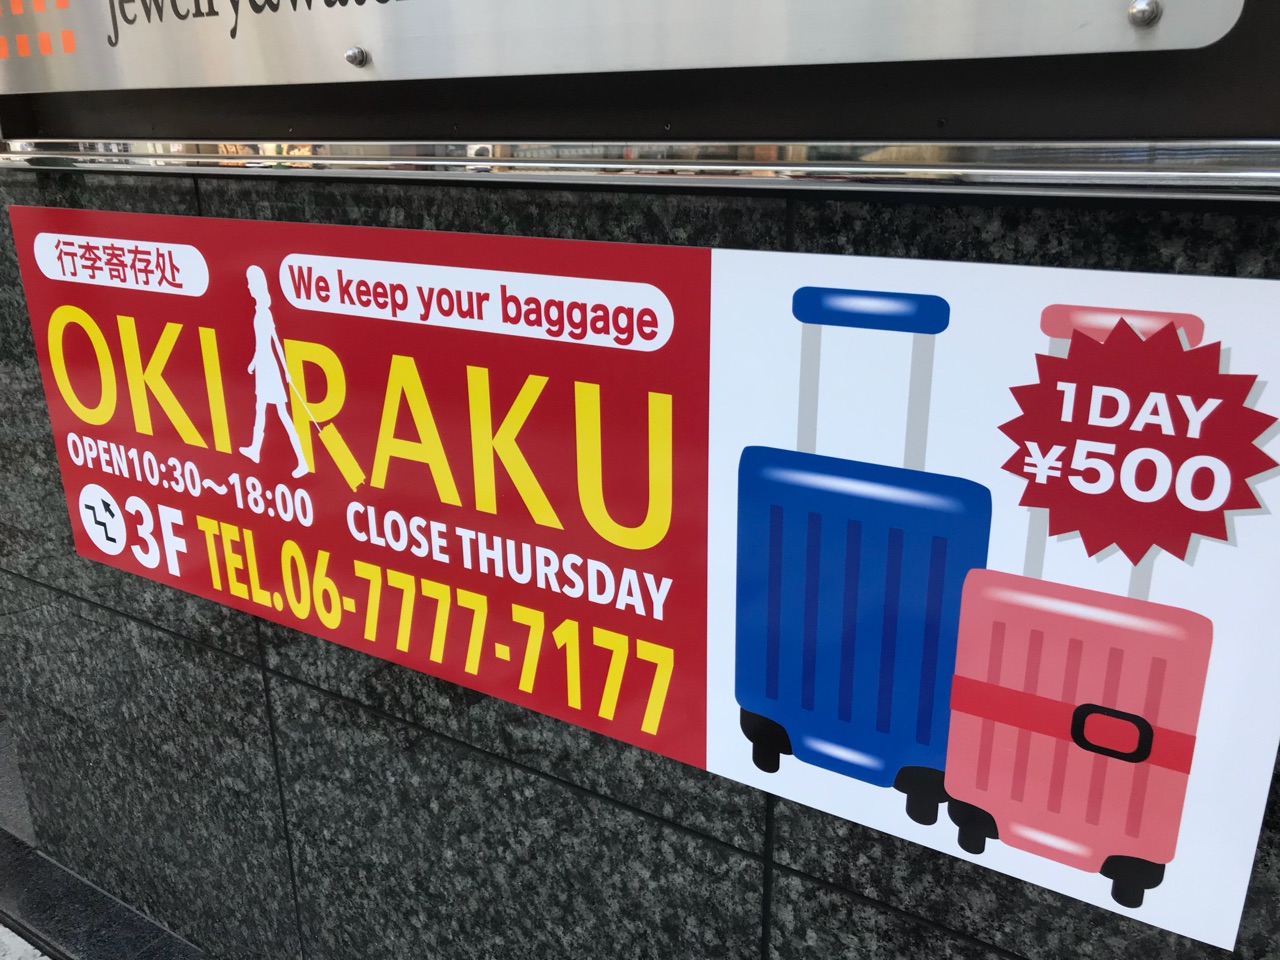 行李寄存处
We keep your baggage
OKIRAKU
OPEN10:30～18:00
CLOSE THURSDAY
3F TEL.06-7777-7177
1DAY
¥500